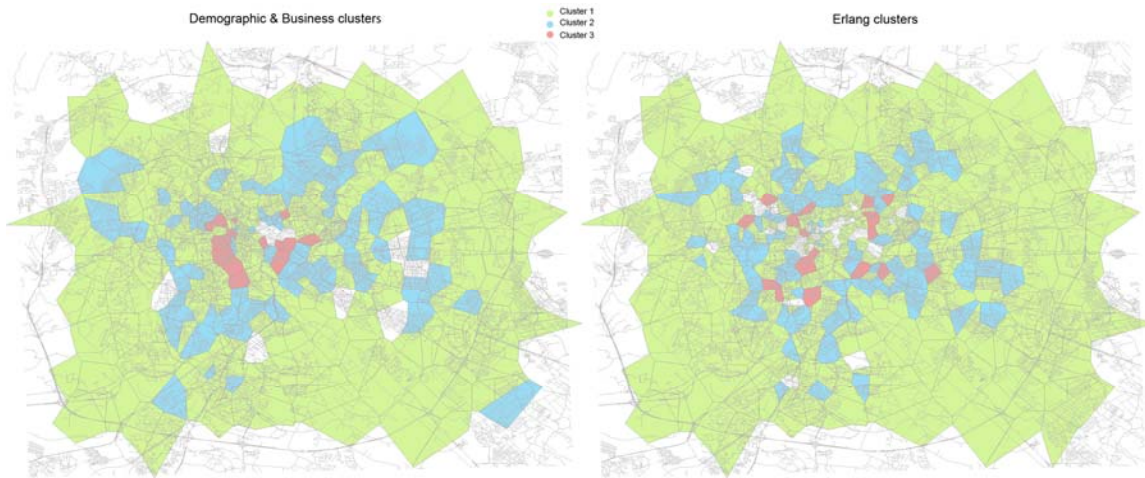 Demographic & Business clusters
Cluster 1
Cluster 2
Cluster 3
Erlang clusters